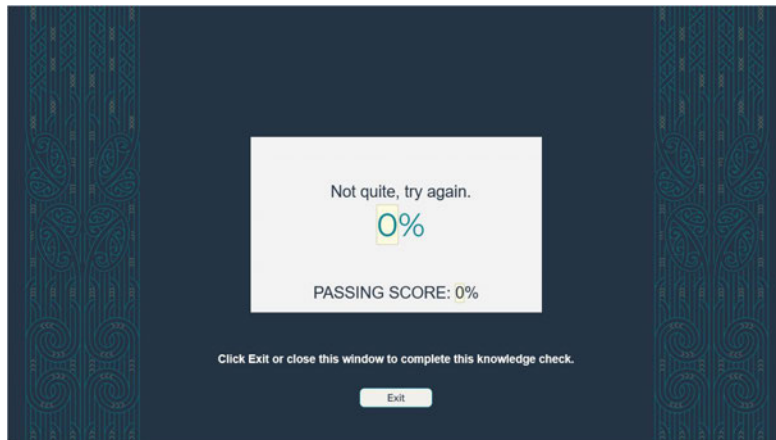 Not quite, try again.
0%
PASSING SCORE: 0%
Click Exit or close this window to complete this knowledge check.
Exit